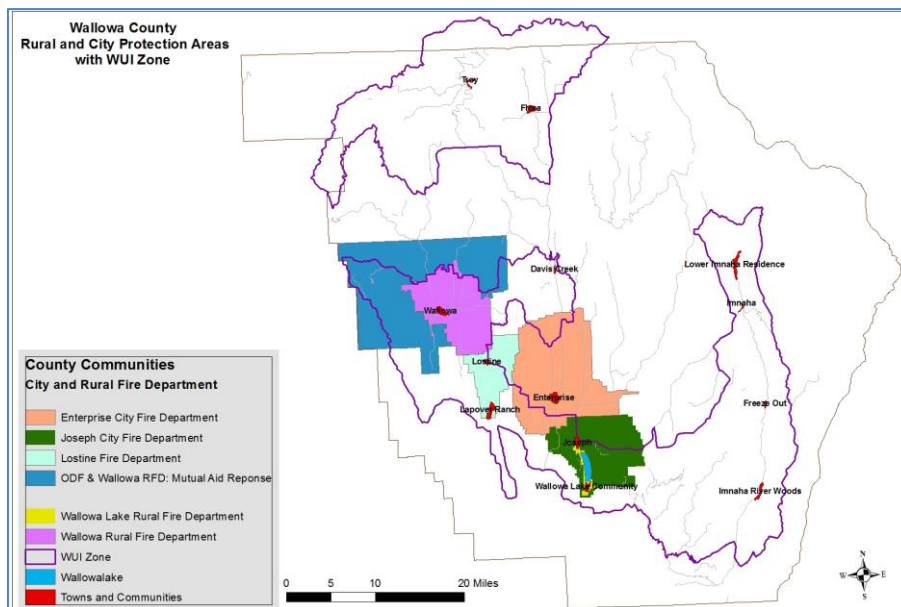 Wallowa County
Rural and City Protection Areas
with WUI Zone
Troy
Flora
Davis Creek
Lower Imnaha Residence
Imnaha
Wallowa
Lostine
Lapover Ranch
Enterprise
Freeze Out
Joseph
Wallowa Lake Community
Imnaha River Woods
County Communities
City and Rural Fire Department
Enterprise City Fire Department
Joseph City Fire Department
Lostine Fire Department
ODF & Wallowa RFD: Mutual Aid Reponse
Wallowa Lake Rural Fire Department
Wallowa Rural Fire Department
WUI Zone
Wallowalake
Towns and Communities
0 5 10 20 Miles
N
W E
S